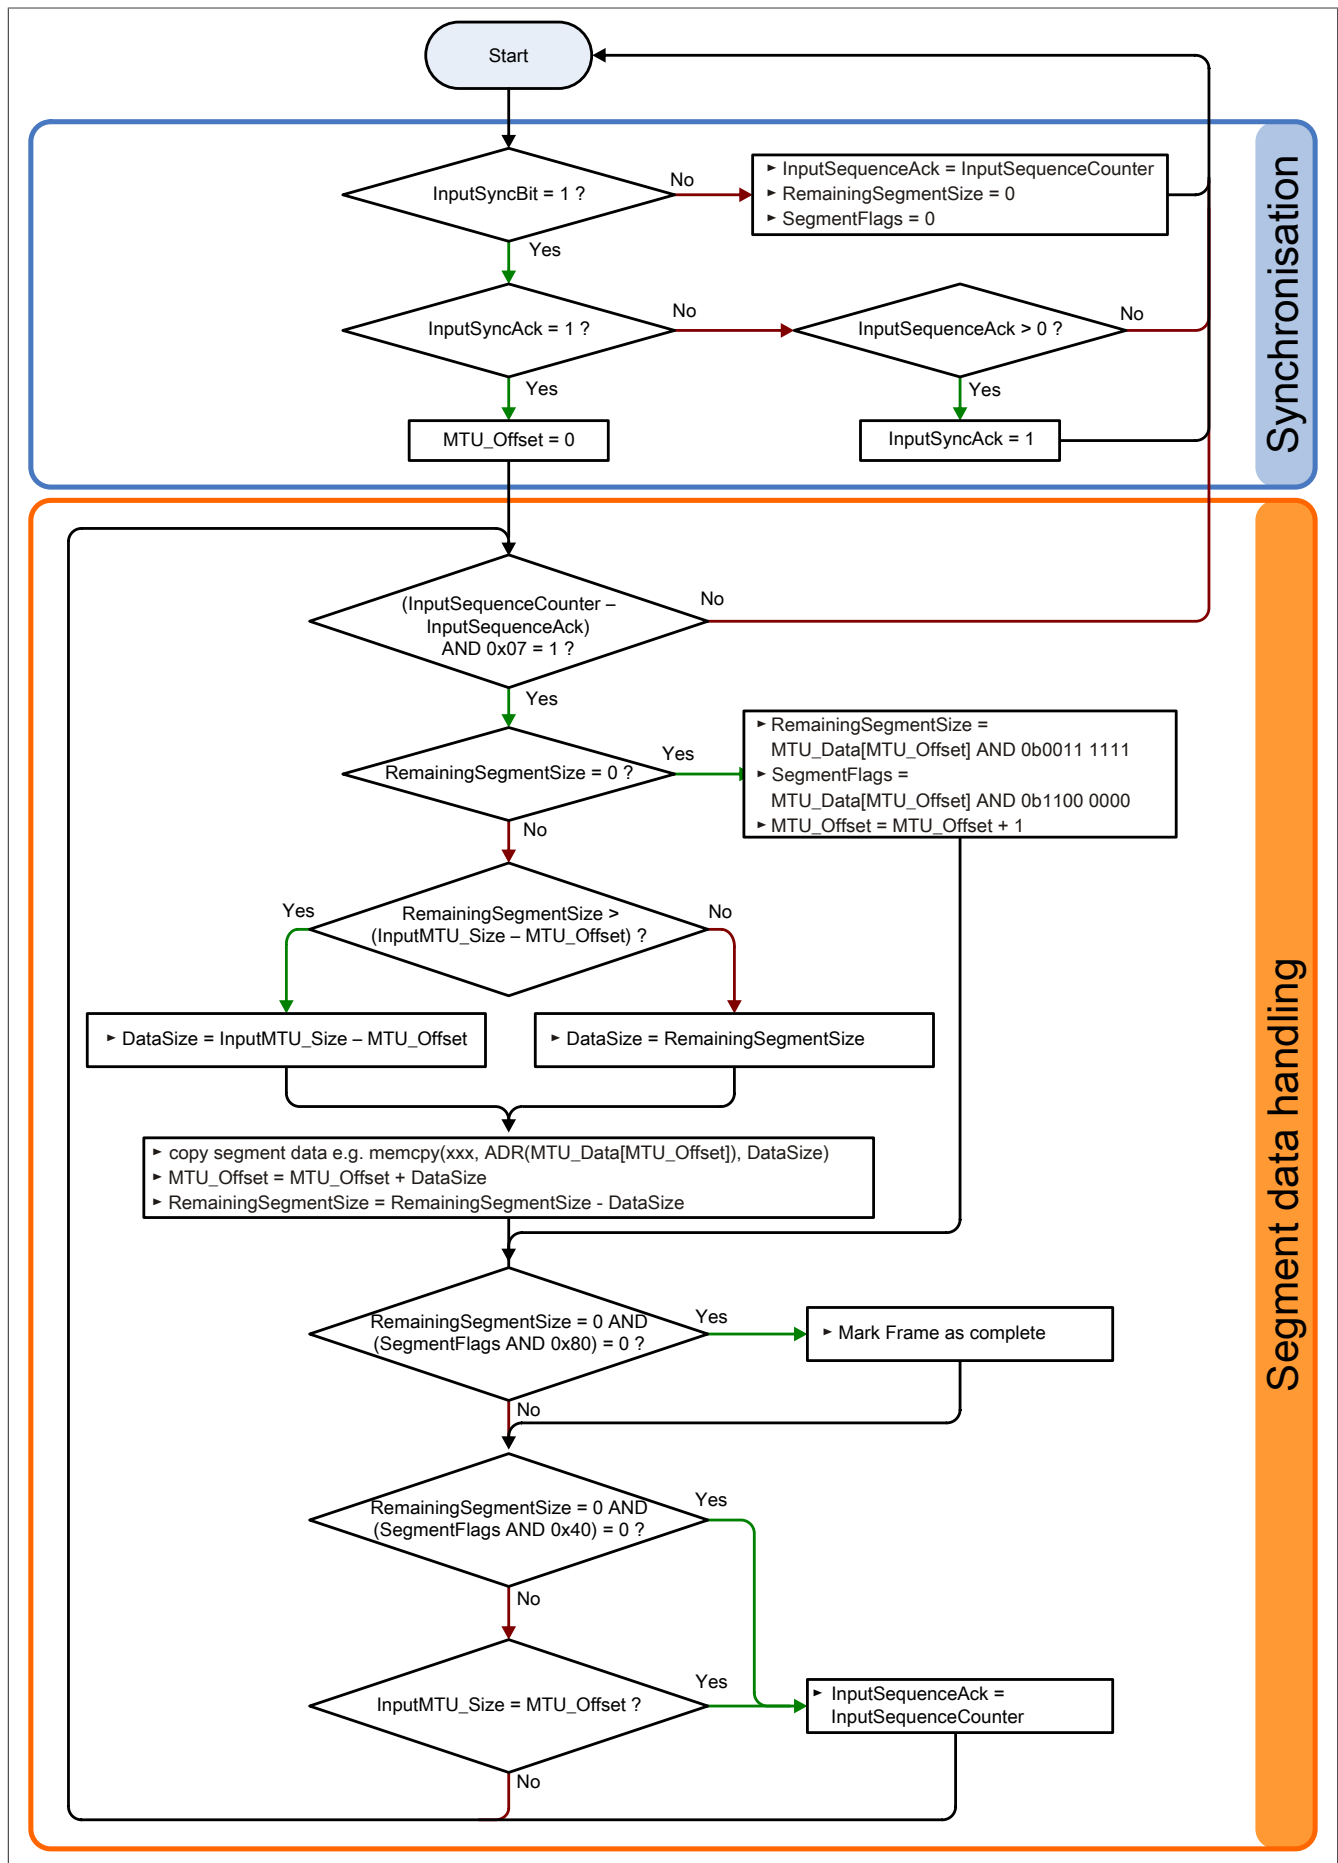 Start
Synchronisation
InputSyncBit = 1 ?
No
► InputSequenceAck = InputSequenceCounter
► RemainingSegmentSize = 0
► SegmentFlags = 0
Yes
InputSyncAck = 1 ?
No
InputSequenceAck > 0 ?
No
Yes
Yes
MTU_Offset = 0
InputSyncAck = 1
Segment data handling
(InputSequenceCounter –
InputSequenceAck)
AND 0x07 = 1 ?
No
Yes
RemainingSegmentSize = 0 ?
Yes
► RemainingSegmentSize =
MTU_Data[MTU_Offset] AND 0b0011 1111
► SegmentFlags =
MTU_Data[MTU_Offset] AND 0b1100 0000
► MTU_Offset = MTU_Offset + 1
No
Yes
RemainingSegmentSize >
(InputMTU_Size – MTU_Offset) ?
No
► DataSize = InputMTU_Size – MTU_Offset
► DataSize = RemainingSegmentSize
► copy segment data e.g. memcpy(xxx, ADR(MTU_Data[MTU_Offset]), DataSize)
► MTU_Offset = MTU_Offset + DataSize
► RemainingSegmentSize = RemainingSegmentSize - DataSize
RemainingSegmentSize = 0 AND
(SegmentFlags AND 0x80) = 0 ?
Yes
► Mark Frame as complete
No
RemainingSegmentSize = 0 AND
(SegmentFlags AND 0x40) = 0 ?
Yes
No
InputMTU_Size = MTU_Offset ?
Yes
► InputSequenceAck =
InputSequenceCounter
No